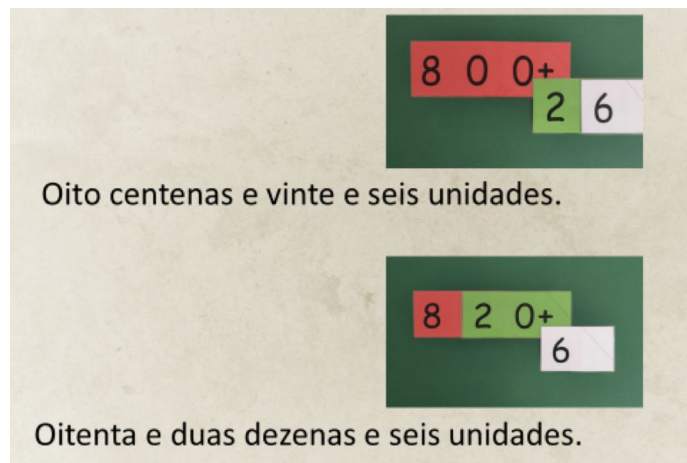 8 0 0+
2 6
Oito centenas e vinte e seis unidades.
8 2 0+
6
Oitenta e duas dezenas e seis unidades.